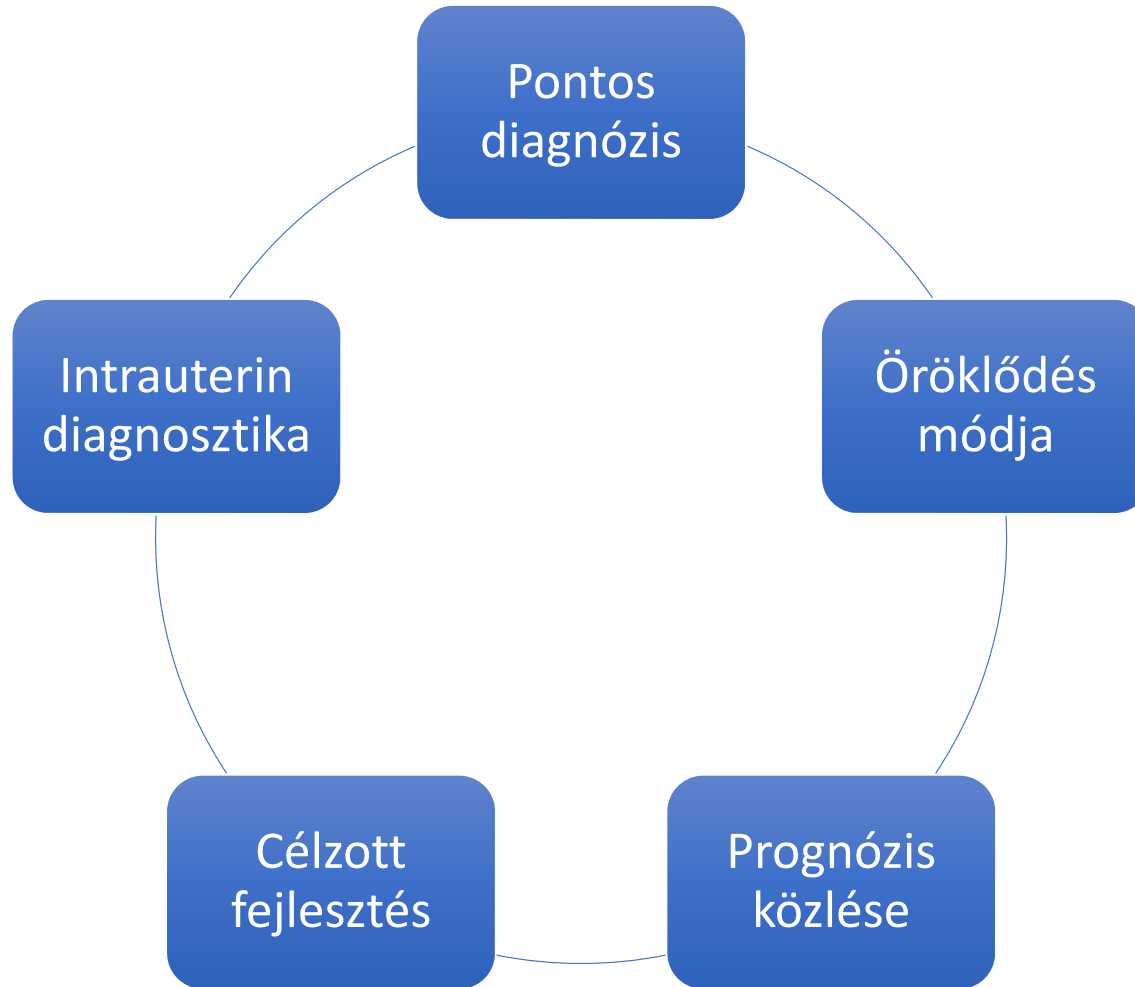 Pontos
diagnózis
Öröklődés
módja
Prognózis
közlése
Célzott
fejlesztés
Intrauterin
diagnosztika